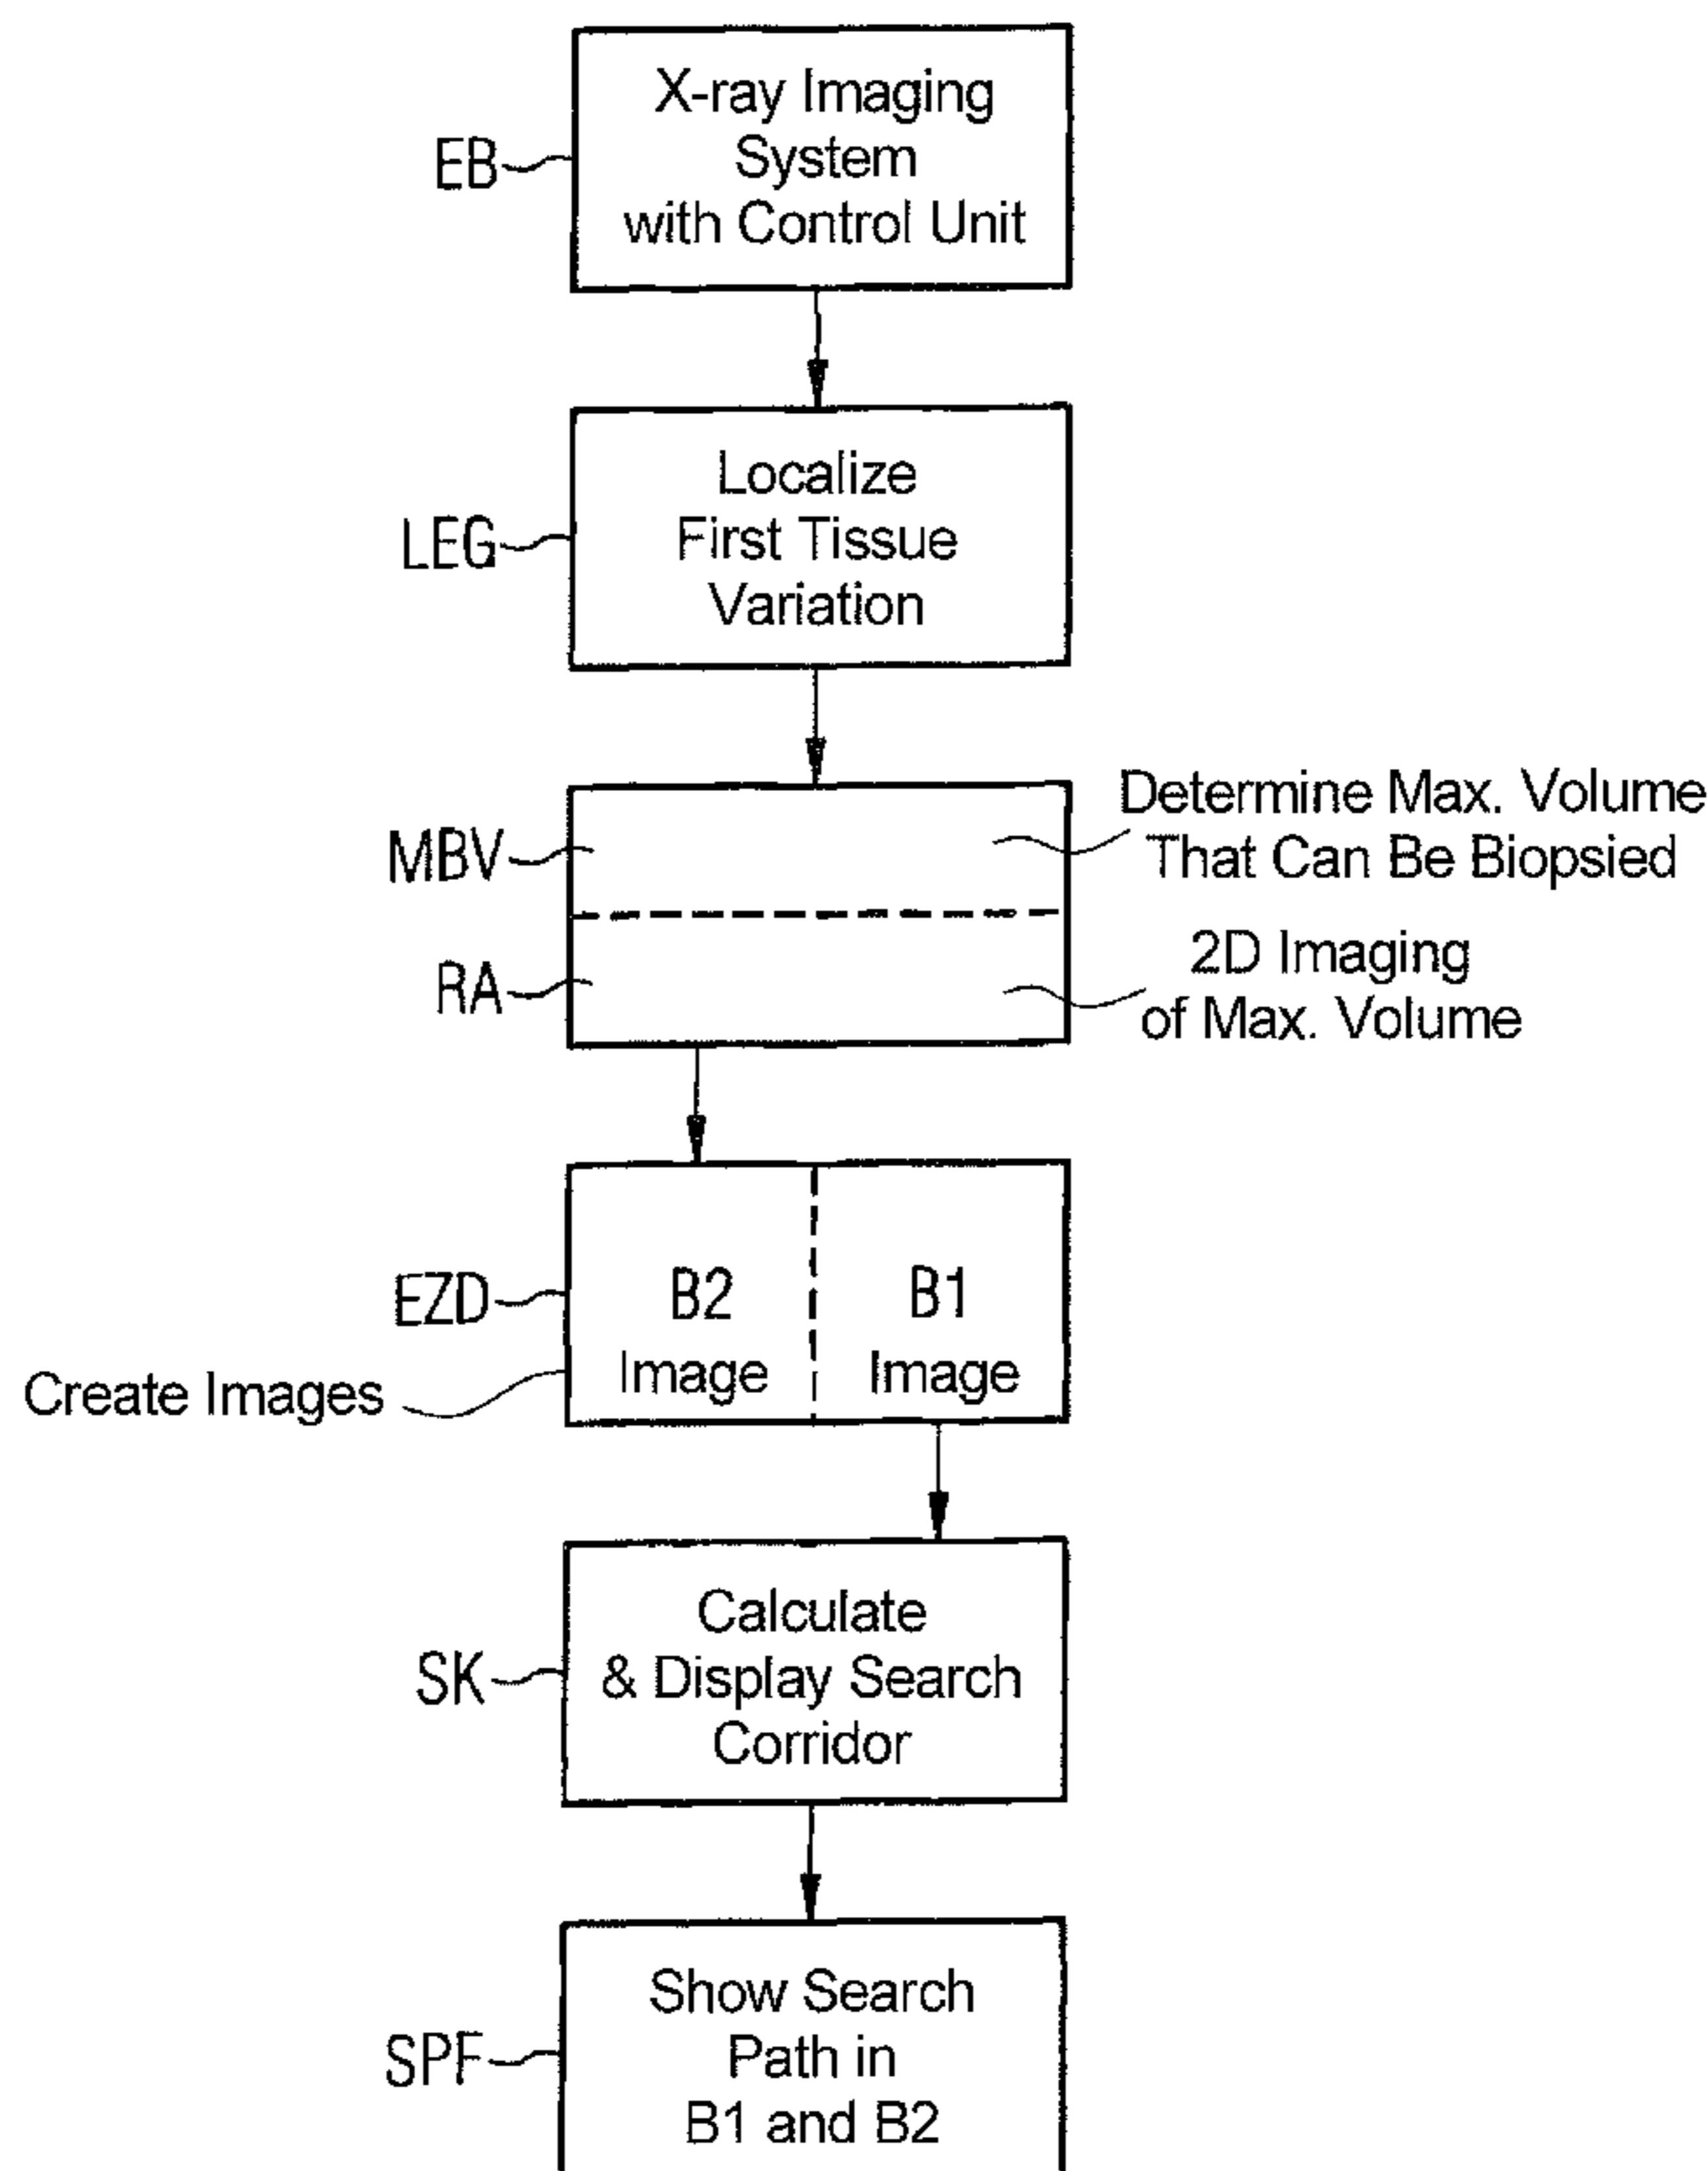 X-ray Imaging
System
with Control Unit
EB
Localize
First Tissue
Variation
LEG
MBV
Determine Max. Volume
That Can Be Biopsied
RA
2D Imaging
of Max. Volume
EZD
B2
Image
B1
Image
Create Images
Calculate
& Display Search
Corridor
SK
Show Search
Path in
B1 and B2
SPF